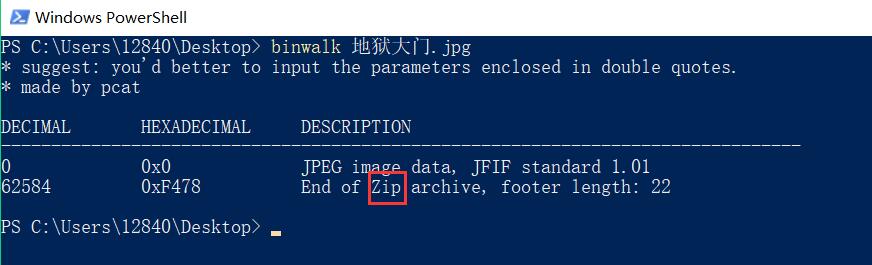 Windows PowerShell
PS C:\Users\12840\Desktop> binwalk 地狱大门.jpg
* suggest: you'd better to input the parameters enclosed in double quotes.
* made by pcat
DECIMAL HEXADECIMAL DESCRIPTION
--------------------------------------------------------------------------------
0 0x0 JPEG image data, JFIF standard 1.01
62584 0xF478 End of Zip archive, footer length: 22
PS C:\Users\12840\Desktop>